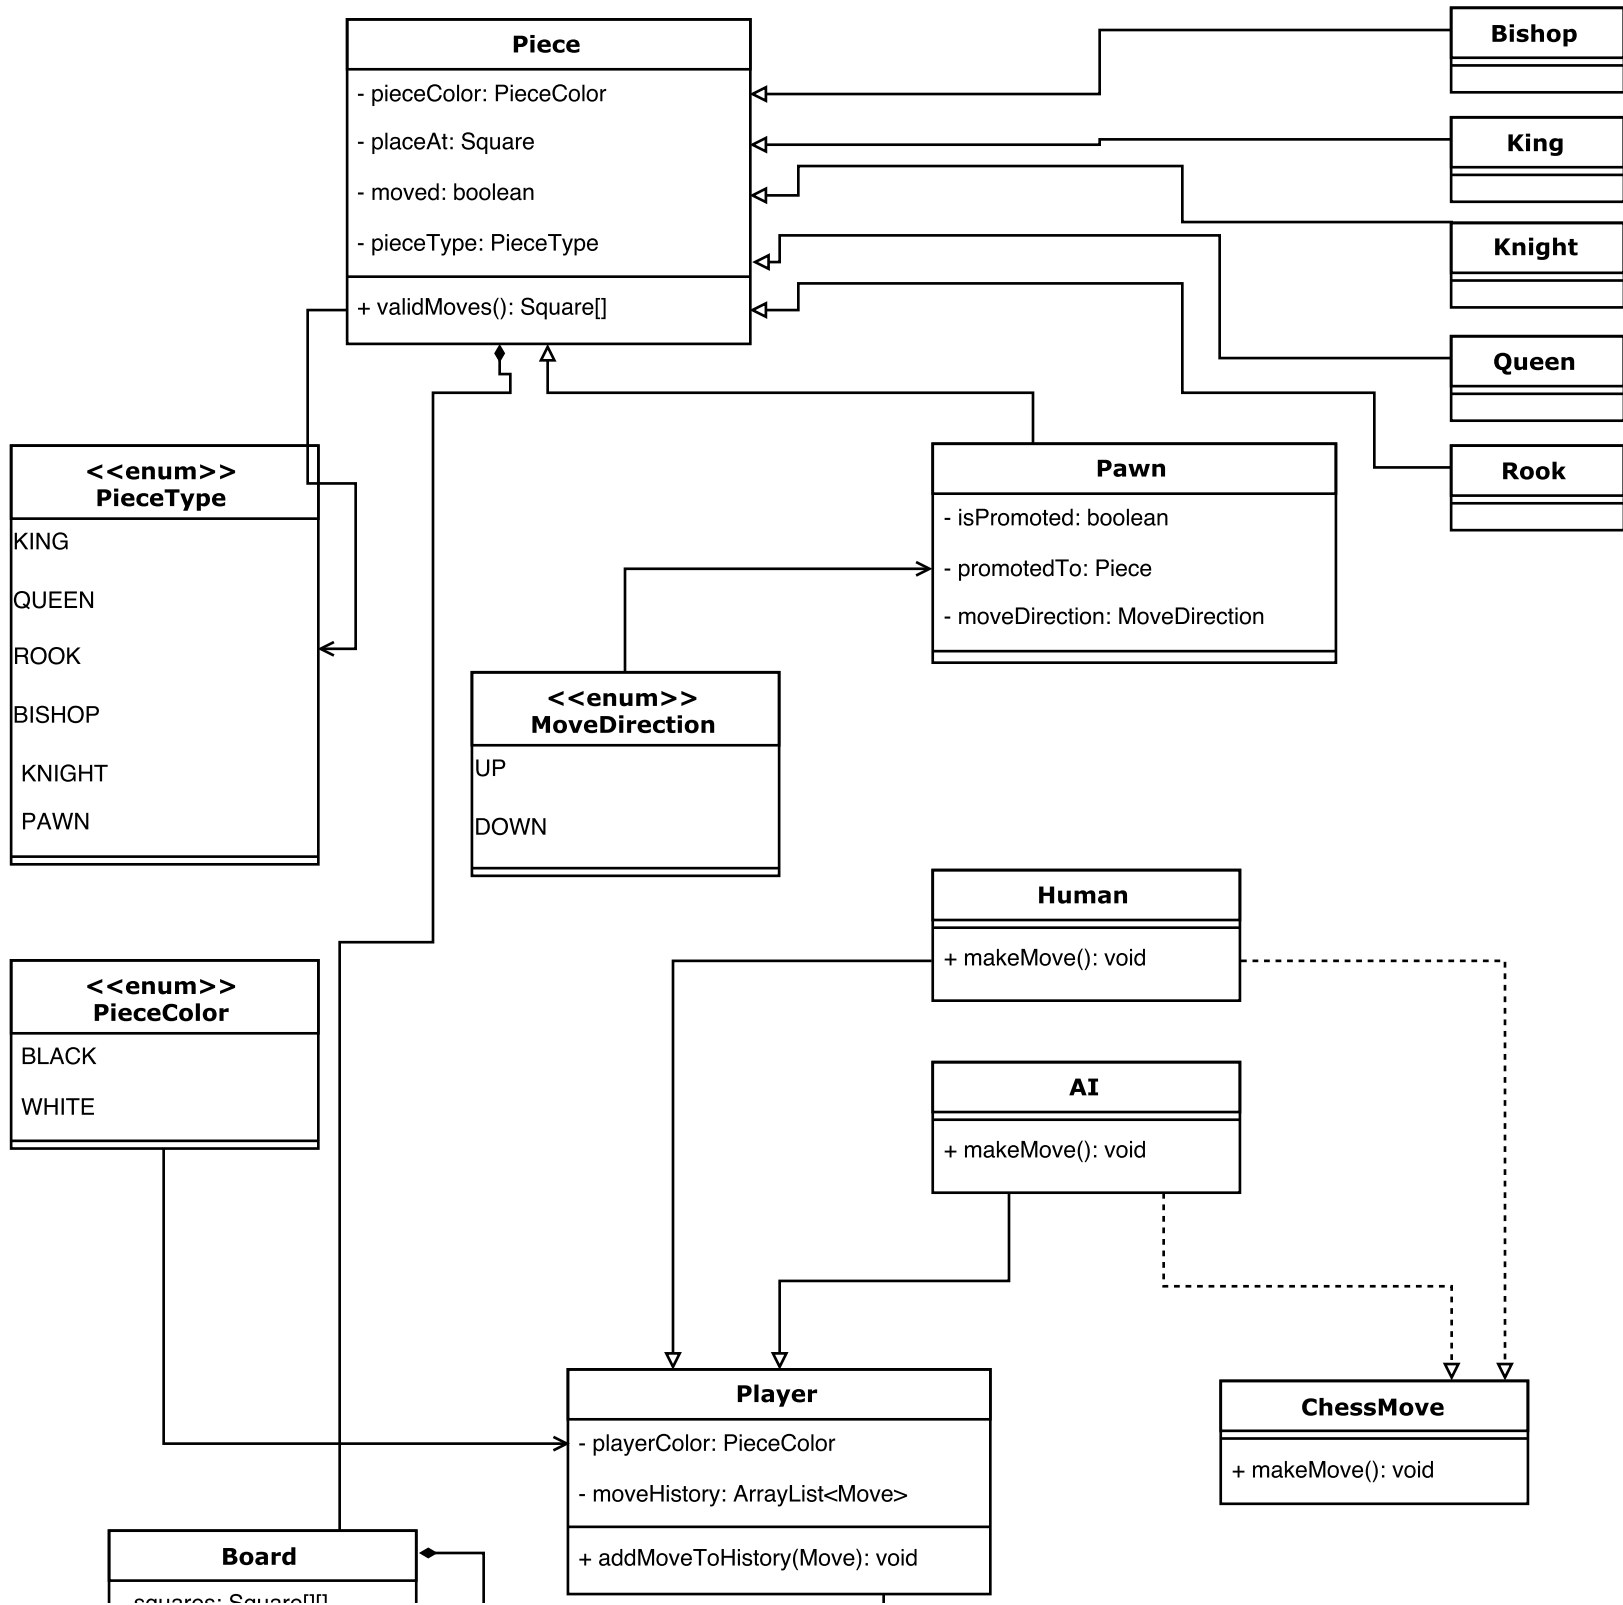 Piece
- pieceColor: PieceColor
- placeAt: Square
- moved: boolean
- pieceType: PieceType
+ validMoves(): Square[]
Bishop
King
Knight
Queen
Rook
<<enum>>
PieceType
KING
QUEEN
ROOK
BISHOP
KNIGHT
PAWN
Pawn
- isPromoted: boolean
- promotedTo: Piece
- moveDirection: MoveDirection
<<enum>>
MoveDirection
UP
DOWN
Human
+ makeMove(): void
<<enum>>
PieceColor
BLACK
WHITE
AI
+ makeMove(): void
Player
- playerColor: PieceColor
- moveHistory: ArrayList<Move>
+ addMoveToHistory(Move): void
ChessMove
+ makeMove(): void
Board
squares: Square[][]